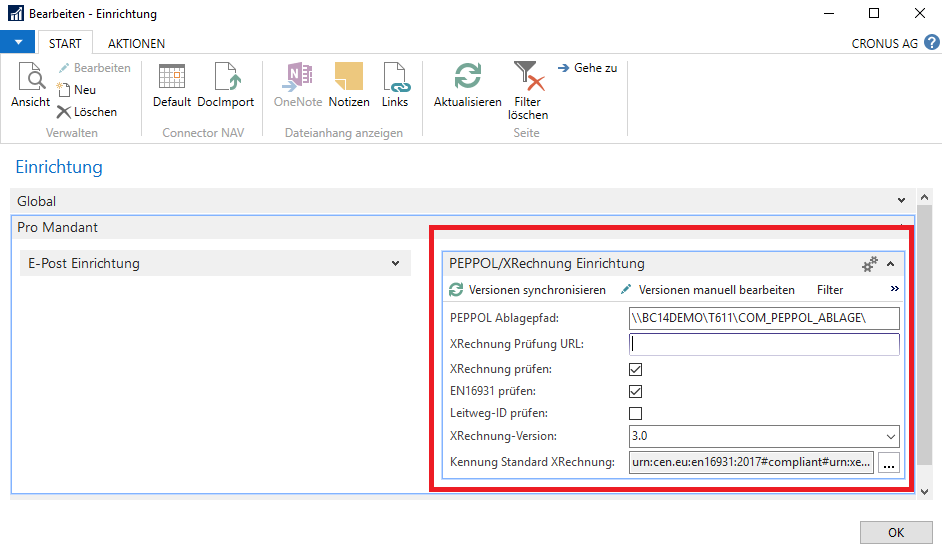 Bearbeiten - Einrichtung
START AKTIONEN CRONUS AG ?
Ansicht Bearbeiten Neu Löschen
Default DocImport
OneNote Notizen Links
Aktualisieren Filter löschen Gehe zu
Verwalten Connector NAV Dateianhang anzeigen Seite
Einrichtung
Global
Pro Mandant
E-Post Einrichtung
PEPPOL/XRechnung Einrichtung
Versionen synchronisieren Versionen manuell bearbeiten Filter »
PEPPOL Ablagepfad: \\BC14DEMO\T611\COM_PEPPOL_ABLAGE\
XRechnung Prüfung URL:
XRechnung prüfen:
EN16931 prüfen:
Leitweg-ID prüfen:
XRechnung-Version: 3.0
Kennung Standard XRechnung: urn:cen.eu:en16931:2017#compliant#urn:xe... ...
OK